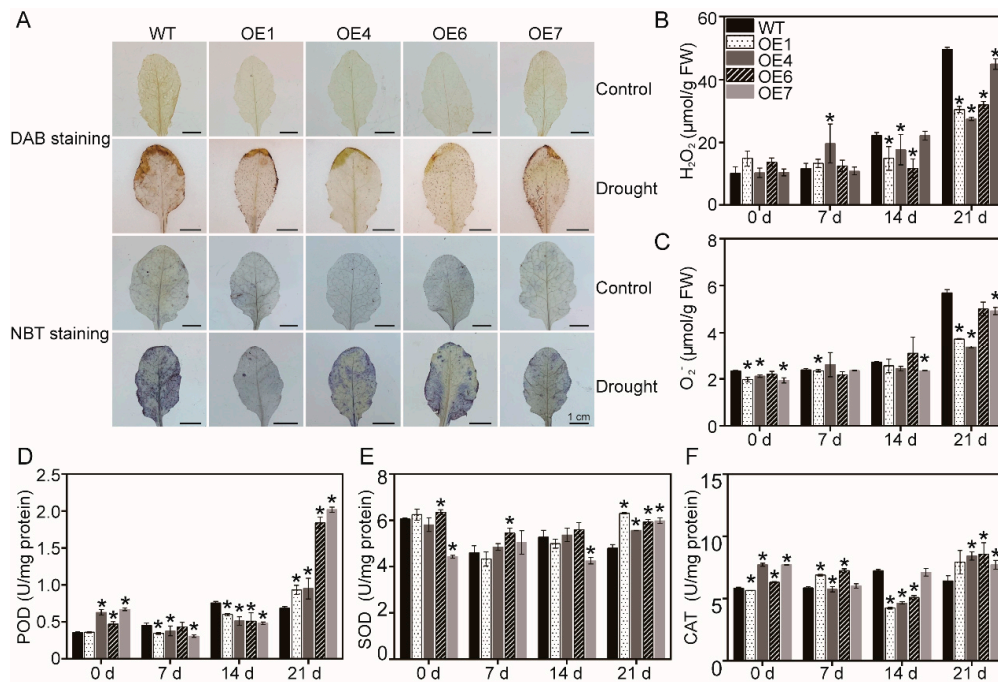 A
WT OE1 OE4 OE6 OE7
DAB staining
Control
Drought
NBT staining
Control
Drought
1 cm
B
H₂O₂ (μmol/g FW)
60
40
20
0
* * * * * * * *
0 d 7 d 14 d 21 d
WT
OE1
OE4
OE6
OE7
C
O₂⁻ (μmol/g FW)
8
6
4
2
0
* * * * * * * *
0 d 7 d 14 d 21 d
D
POD (U/mg protein)
2.5
2.0
1.5
1.0
0.5
0
* * * * * * * * * * * * * *
0 d 7 d 14 d 21 d
E
SOD (U/mg protein)
8
6
4
2
0
* * * * * * * *
0 d 7 d 14 d 21 d
F
CAT (U/mg protein)
15
10
5
0
* * * * * * * * * * * * *
0 d 7 d 14 d 21 d